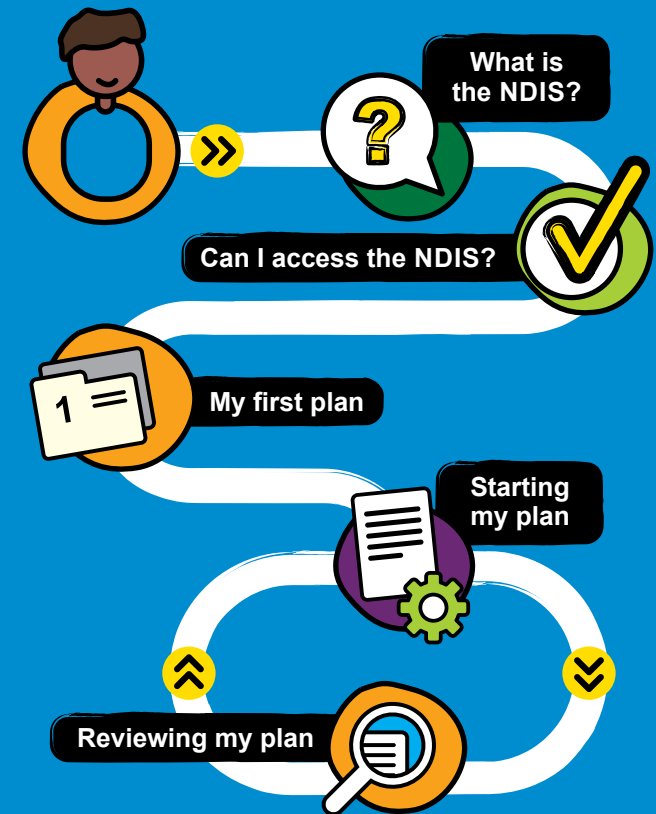 What is
the NDIS?
?
Can I access the NDIS?
1
My first plan
Starting
my plan
Reviewing my plan